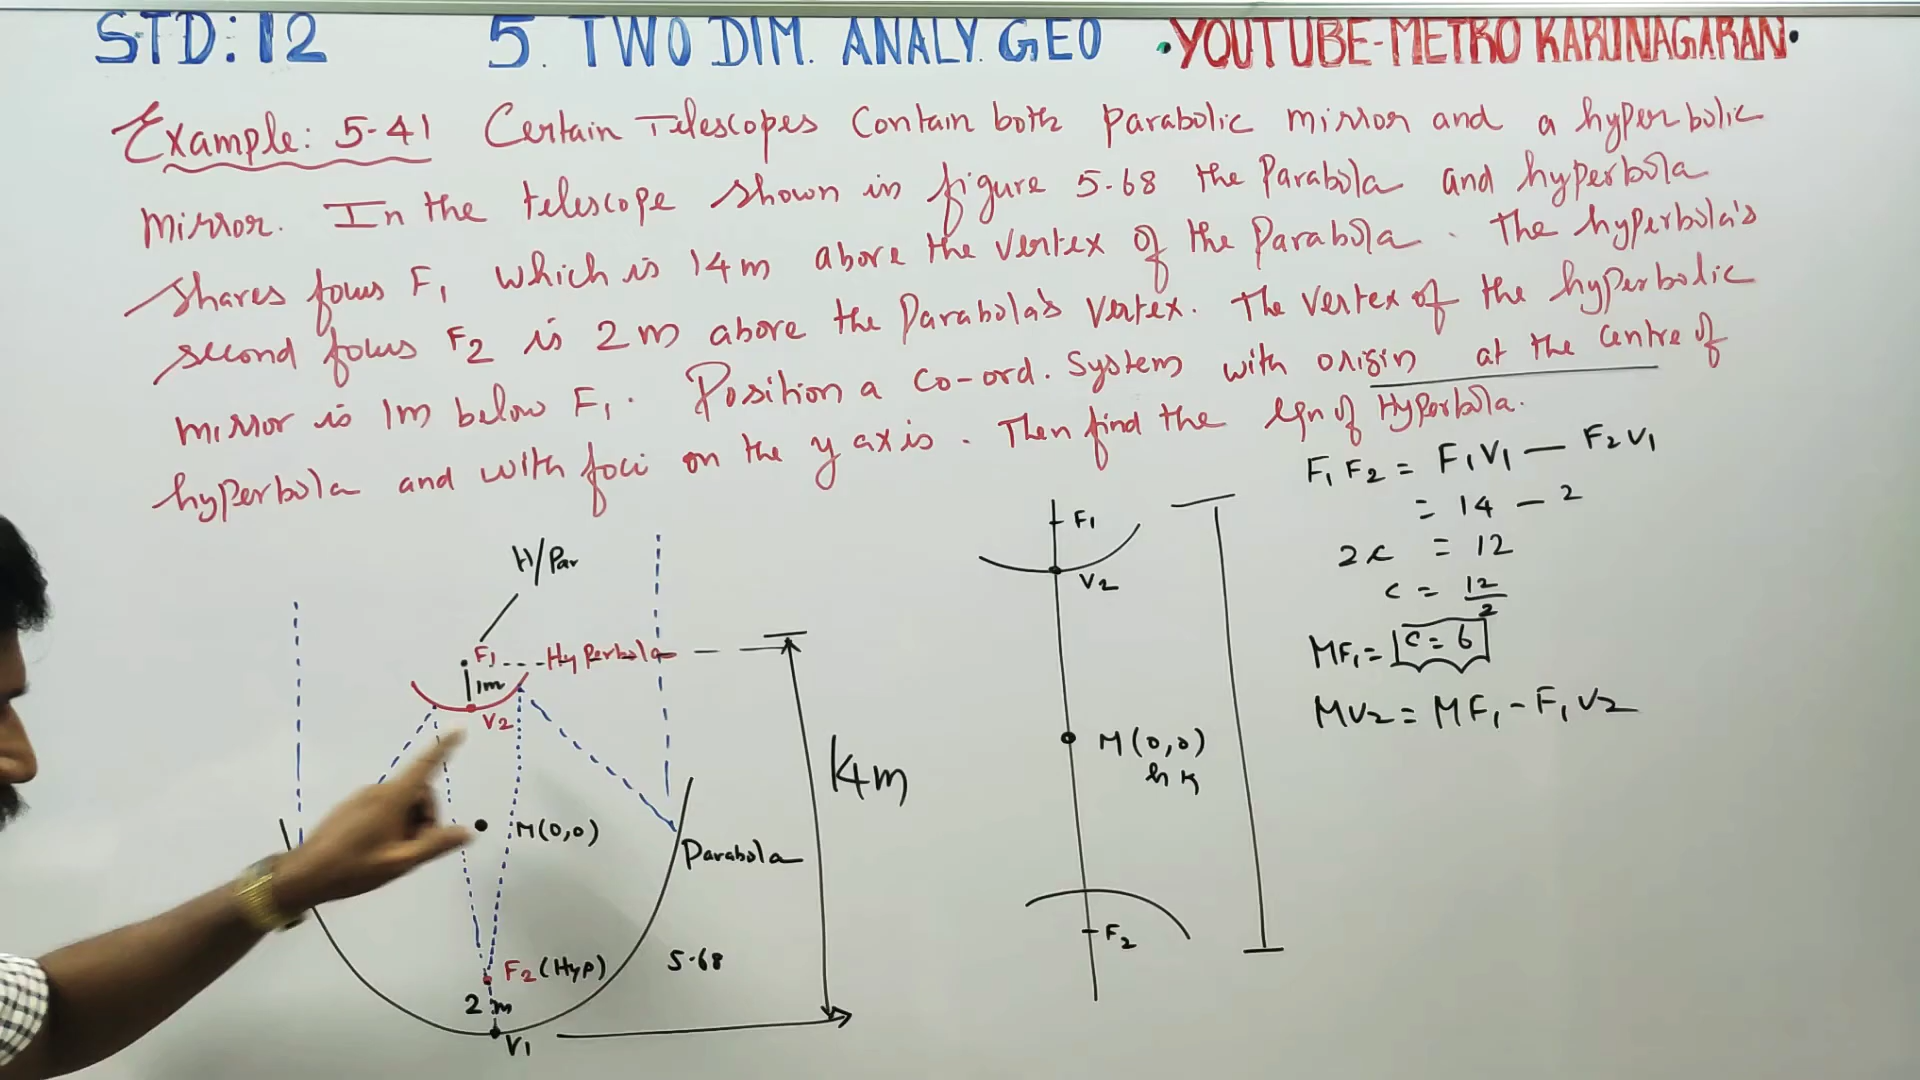 STD: 12 5. TWO DIM. ANALY. GEO • YOUTUBE-METRO KARUNAGARAN •
Example: 5-41 Certain Telescopes Contain both parabolic mirror and a hyperbolic
mirror. In the telescope shown in figure 5.68 the Parabola and hyperbola
shares focus F1 which is 14m above the vertex of the Parabola. The hyperbola's
second focus F2 is 2m above the Parabola's Vertex. The Vertex of the hyperbolic
mirror is 1m below F1. Position a co-ord. System with origin at the centre of
hyperbola and with foci on the y axis. Then find the Eqn of Hyperbola.
F1F2 = F1V1 — F2V1
= 14 — 2
2c = 12
c = 12/2
MF1 = c = 6
MV2 = MF1 - F1V2
H/Par
F1 --- Hyperbola
1m
V2
M(0,0)
Parabola
F2 (Hyp)
5.68
2m
V1
14m
F1
V2
M(0,0)
h k
F2